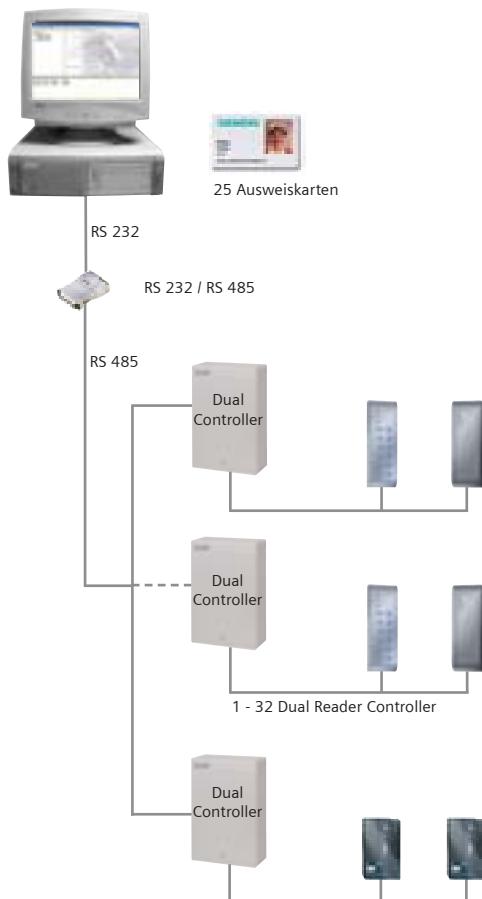 25 Ausweiskarten
RS 232
RS 232 / RS 485
RS 485
Dual
Controller
Dual
Controller
1 - 32 Dual Reader Controller
Dual
Controller